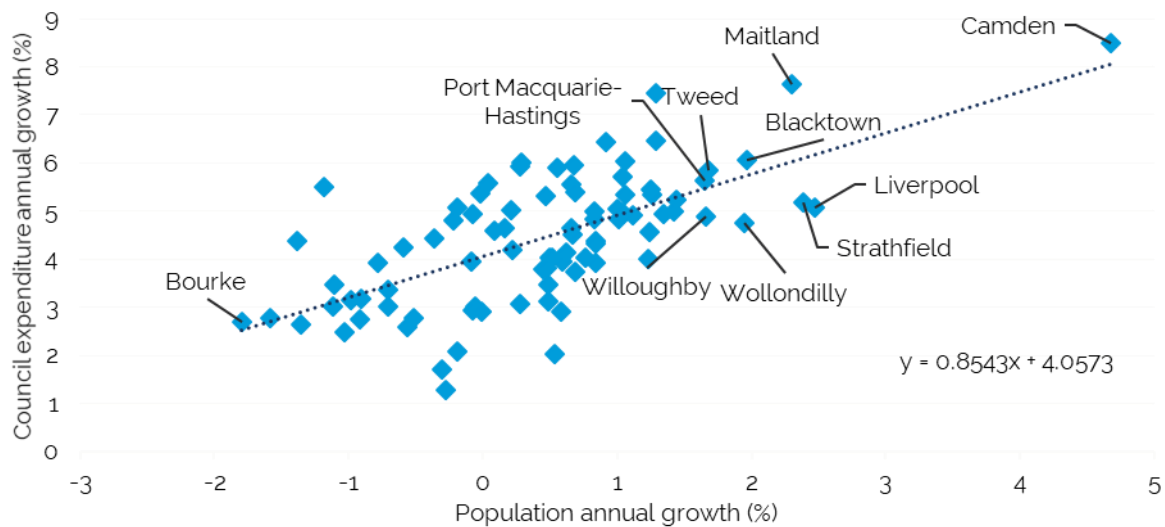 Council expenditure annual growth (%)
9
8
7
6
5
4
3
2
1
0
-3
-2
-1
0
1
2
3
4
5
Population annual growth (%)
Camden
Maitland
Port Macquarie-
Hastings
Tweed
Blacktown
Liverpool
Strathfield
Bourke
Willoughby
Wollondilly
y = 0.8543x + 4.0573